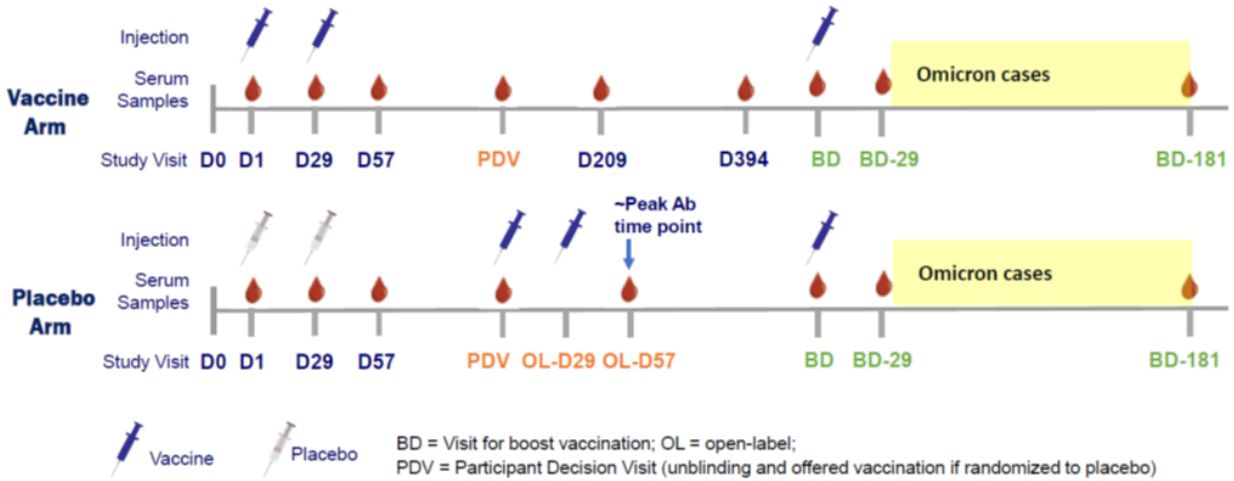 Injection
Serum
Samples
Omicron cases
Vaccine
Arm
Study Visit D0 D1 D29 D57 PDV D209 D394 BD BD-29 BD-181
~Peak Ab
time point
Injection
Serum
Samples
Omicron cases
Placebo
Arm
Study Visit D0 D1 D29 D57 PDV OL-D29 OL-D57 BD BD-29 BD-181
Vaccine
Placebo
BD = Visit for boost vaccination; OL = open-label;
PDV = Participant Decision Visit (unblinding and offered vaccination if randomized to placebo)